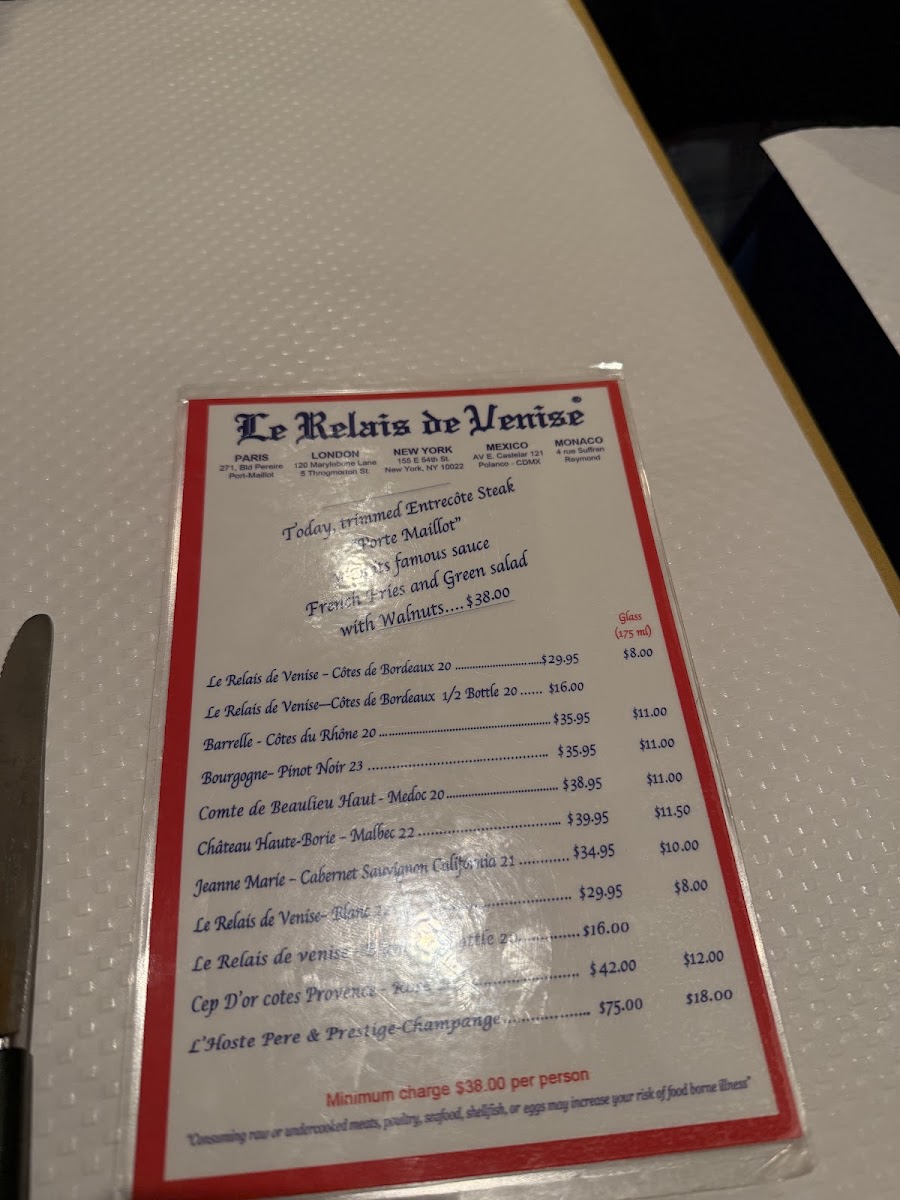 Le Relais de Venise®
PARIS
271, Bld Pereire
Port-Maillot
LONDON
120 Marylebone Lane
5 Throgmorton St.
NEW YORK
155 E 54th St.
New York, NY 10022
MEXICO
AV E. Castelar 121
Polanco - CDMX
MONACO
4 rue Suffren
Reymond
Today, trimmed Entrecôte Steak
"Porte Maillot"
its famous sauce
French Fries and Green salad
with Walnuts....$38.00
Glass
(175 ml)
Le Relais de Venise - Côtes de Bordeaux 20 ............................$29.95 $8.00
Le Relais de Venise—Côtes de Bordeaux 1/2 Bottle 20 ...... $16.00
Barrelle - Côtes du Rhône 20 .................................................. $35.95 $11.00
Bourgogne- Pinot Noir 23 .................................................. $35.95 $11.00
Comte de Beaulieu Haut - Medoc 20 ................................ $38.95 $11.00
Château Haute-Borie - Malbec 22 ................................ $39.95 $11.50
Jeanne Marie - Cabernet Sauvignon California 21 ............ $34.95 $10.00
Le Relais de Venise- Blanc ........................ $29.95 $8.00
Le Relais de venise ............. $16.00
Cep D'or cotes Provence - Rosé ...................... $42.00 $12.00
L'Hoste Pere & Prestige-Champange................. $75.00 $18.00
Minimum charge $38.00 per person
"Consuming raw or undercooked meats, poultry, seafood, shellfish, or eggs may increase your risk of food borne illness"